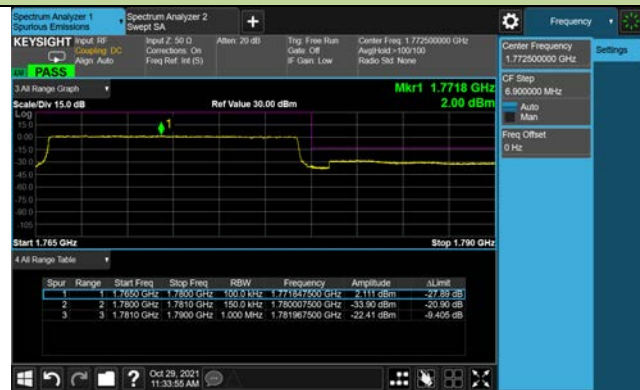 Spectrum Analyzer 1
Spurious Emissions
Spectrum Analyzer 2
Swept SA
Frequency
KEYSIGHT
Input: RF
Coupling: DC
Align: Auto
Input Z: 50 Ω
Corrections: On
Freq Ref: Int (S)
Atten: 20 dB
Trig: Free Run
Gate: Off
IF Gain: Low
Center Freq: 1.772500000 GHz
Avg|Hold:>100/100
Radio Std: None
PASS
Center Frequency
1.772500000 GHz
Settings
CF Step
6.900000 MHz
Auto
Man
Freq Offset
0 Hz
3 All Range Graph
Mkr1 1.7718 GHz
2.00 dBm
Scale/Div 15.0 dB
Ref Value 30.00 dBm
Log
15.0
0.00
-15.0
-30.0
-45.0
-60.0
-75.0
-90.0
-105
1
Start 1.765 GHz
Stop 1.790 GHz
4 All Range Table
Spur Range Start Freq Stop Freq RBW Frequency Amplitude ΔLimit
1 1 1.7650 GHz 1.7800 GHz 100.0 kHz 1.771847500 GHz 2.111 dBm -27.89 dB
2 2 1.7800 GHz 1.7810 GHz 150.0 kHz 1.780007500 GHz -33.90 dBm -20.90 dB
3 3 1.7810 GHz 1.7900 GHz 1.000 MHz 1.781967500 GHz -22.41 dBm -9.405 dB
Oct 29, 2021
11:33:55 AM